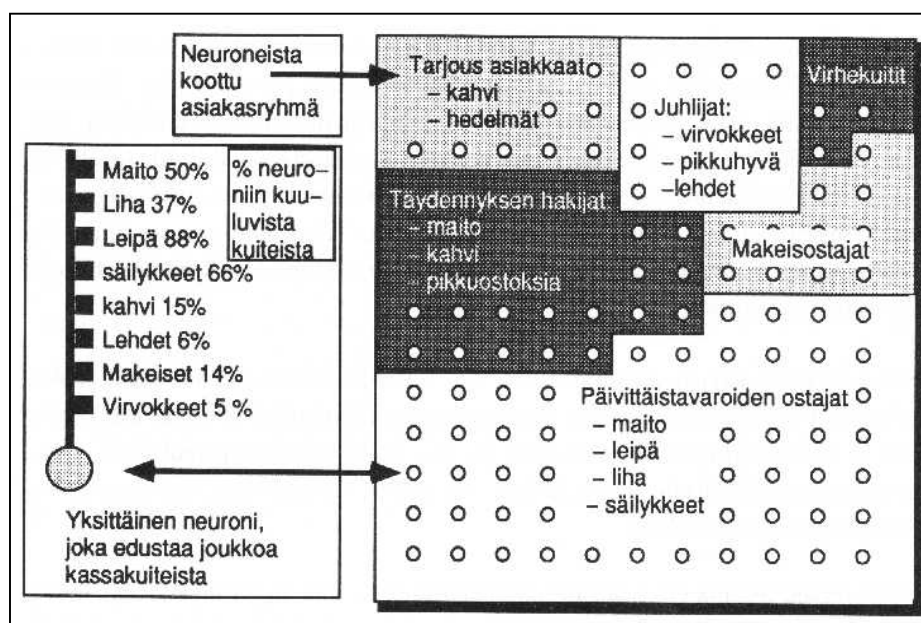 Neuroneista
koottu
asiakasryhmä
Maito 50%
Liha 37%
Leipä 88%
säilykkeet 66%
kahvi 15%
Lehdet 6%
Makeiset 14%
Virvokkeet 5 %
% neuro-
niin kuu-
luvista
kuiteista
Yksittäinen neuroni,
joka edustaa joukkoa
kassakuiteista
Tarjous asiakkaat
– kahvi
– hedelmät
Juhlijat:
– virvokkeet
– pikkuhyvä
–lehdet
Virhekuitit
Täydennyksen hakijat:
– maito
– kahvi
– pikkuostoksia
Makeisostajat
Päivittäistavaroiden ostajat
– maito
– leipä
– liha
– säilykkeet